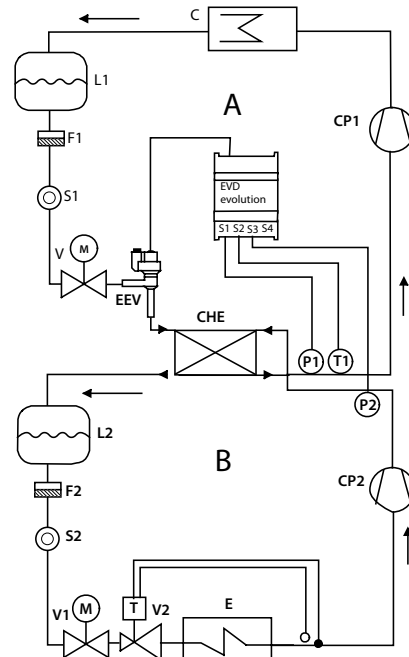 C
L1
A
CP1
F1
EVD
evolution
S1 S2 S3 S4
S1
V M
EEV
CHE
P1 T1
P2
L2
B
CP2
F2
S2
V1 M T V2 E